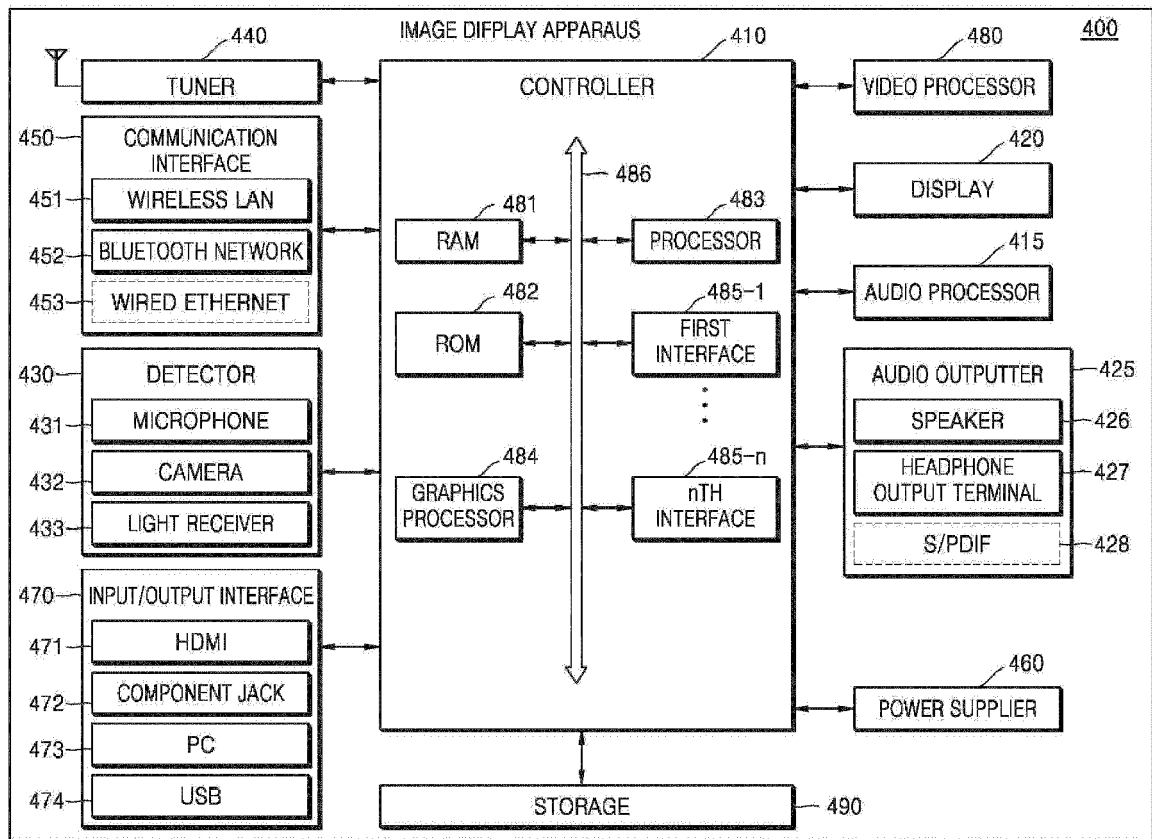 IMAGE DIFPLAY APPARAUS
400
440
TUNER
450
COMMUNICATION
INTERFACE
451
WIRELESS LAN
452
BLUETOOTH NETWORK
453
WIRED ETHERNET
430
DETECTOR
431
MICROPHONE
432
CAMERA
433
LIGHT RECEIVER
470
INPUT/OUTPUT INTERFACE
471
HDMI
472
COMPONENT JACK
473
PC
474
USB
410
CONTROLLER
486
481
RAM
483
PROCESSOR
482
ROM
485-1
FIRST
INTERFACE
484
GRAPHICS
PROCESSOR
485-n
nTH
INTERFACE
480
VIDEO PROCESSOR
420
DISPLAY
415
AUDIO PROCESSOR
AUDIO OUTPUTTER
425
SPEAKER
426
HEADPHONE
OUTPUT TERMINAL
427
S/PDIF
428
460
POWER SUPPLIER
STORAGE
490